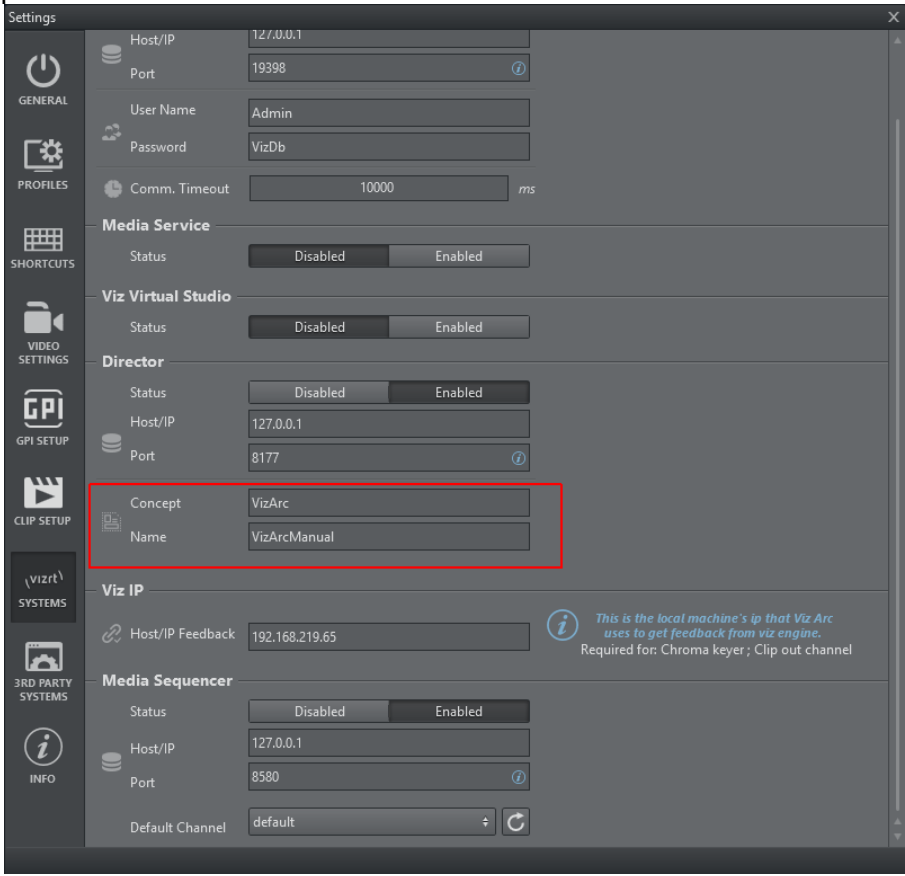 Settings
X
GENERAL
PROFILES
SHORTCUTS
VIDEO
SETTINGS
GPI
GPI SETUP
CLIP SETUP
vizrt
SYSTEMS
3RD PARTY
SYSTEMS
INFO
Host/IP 127.0.0.1
Port 19398
User Name Admin
Password VizDb
Comm. Timeout 10000 ms
Media Service
Status Disabled Enabled
Viz Virtual Studio
Status Disabled Enabled
Director
Status Disabled Enabled
Host/IP 127.0.0.1
Port 8177
Concept VizArc
Name VizArcManual
Viz IP
Host/IP Feedback 192.168.219.65
This is the local machine's ip that Viz Arc
uses to get feedback from viz engine.
Required for: Chroma keyer ; Clip out channel
Media Sequencer
Status Disabled Enabled
Host/IP 127.0.0.1
Port 8580
Default Channel default